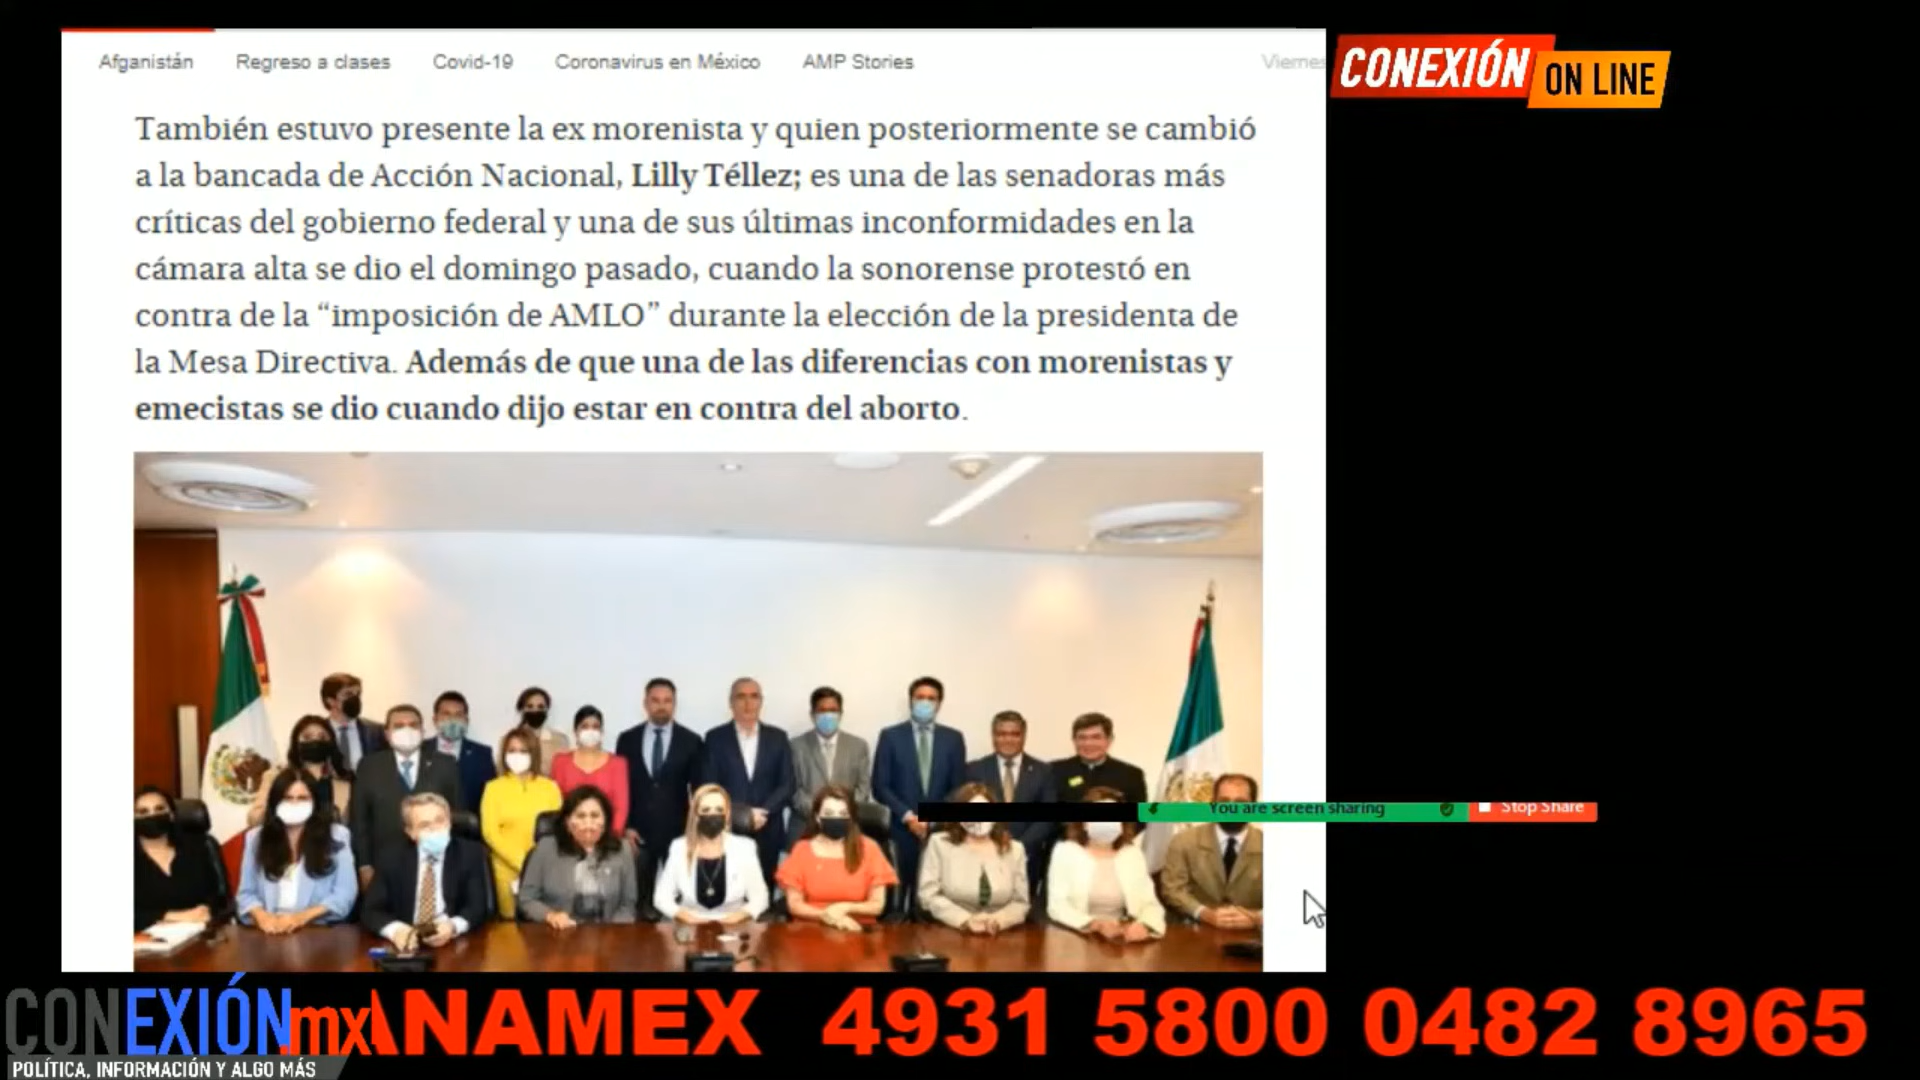 Afganistán Regreso a clases Covid-19 Coronavirus en México AMP Stories Viernes
CONEXIÓN
ON LINE
También estuvo presente la ex morenista y quien posteriormente se cambió
a la bancada de Acción Nacional, Lilly Téllez; es una de las senadoras más
críticas del gobierno federal y una de sus últimas inconformidades en la
cámara alta se dio el domingo pasado, cuando la sonorense protestó en
contra de la “imposición de AMLO” durante la elección de la presidenta de
la Mesa Directiva. Además de que una de las diferencias con morenistas y
emecistas se dio cuando dijo estar en contra del aborto.
You are screen sharing Stop Share
CONEXIÓN.mx
ANAMEX 4931 5800 0482 8965
POLÍTICA, INFORMACIÓN Y ALGO MÁS